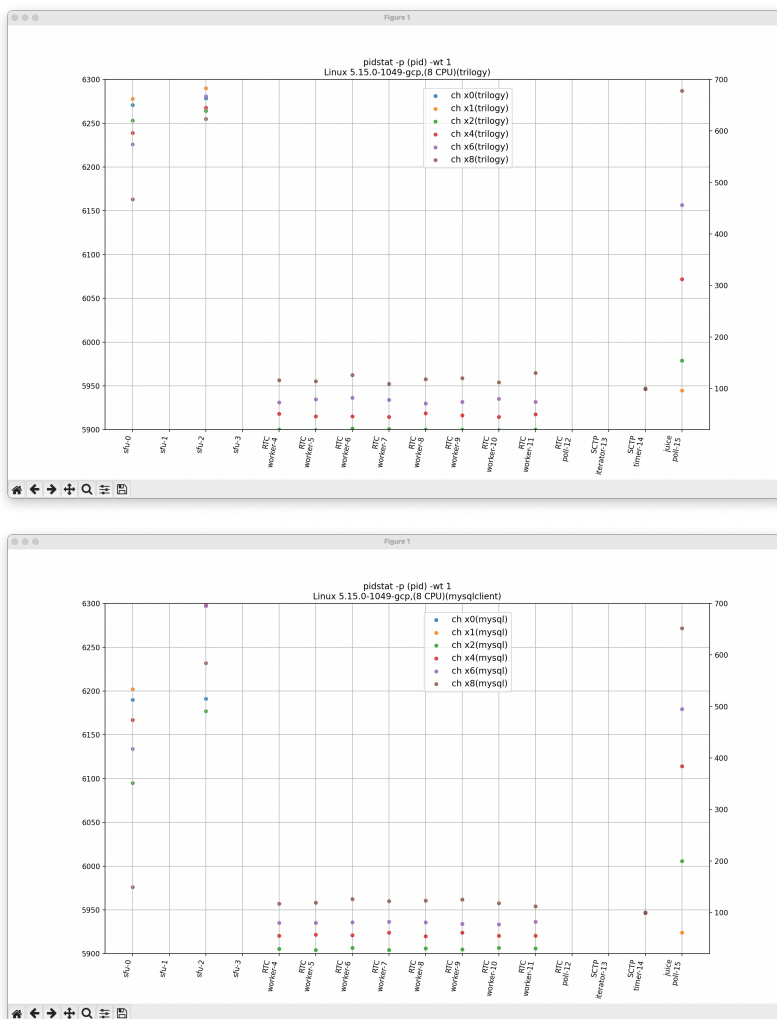 Figure 1
pidstat -p (pid) -wt 1
Linux 5.15.0-1049-gcp,(8 CPU)(trilogy)
6300
6250
6200
6150
6100
6050
6000
5950
5900
700
600
500
400
300
200
100
ch x0(trilogy)
ch x1(trilogy)
ch x2(trilogy)
ch x4(trilogy)
ch x6(trilogy)
ch x8(trilogy)
sfu-0
sfu-1
sfu-2
sfu-3
RTC
worker-4
RTC
worker-5
RTC
worker-6
RTC
worker-7
RTC
worker-8
RTC
worker-9
RTC
worker-10
RTC
worker-11
RTC
poll-12
SCTP
iterator-13
SCTP
timer-14
juice
poll-15
Figure 1
pidstat -p (pid) -wt 1
Linux 5.15.0-1049-gcp,(8 CPU)(mysqlclient)
6300
6250
6200
6150
6100
6050
6000
5950
5900
700
600
500
400
300
200
100
ch x0(mysql)
ch x1(mysql)
ch x2(mysql)
ch x4(mysql)
ch x6(mysql)
ch x8(mysql)
sfu-0
sfu-1
sfu-2
sfu-3
RTC
worker-4
RTC
worker-5
RTC
worker-6
RTC
worker-7
RTC
worker-8
RTC
worker-9
RTC
worker-10
RTC
worker-11
RTC
poll-12
SCTP
iterator-13
SCTP
timer-14
juice
poll-15